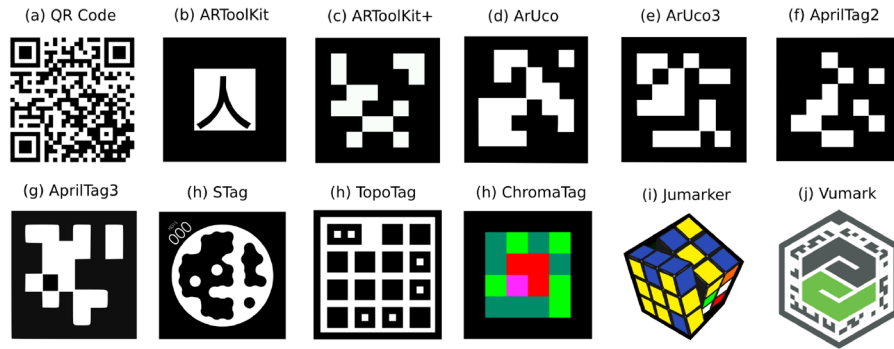 (a) QR Code
(b) ARToolKit
(c) ARToolKit+
(d) ArUco
(e) ArUco3
(f) AprilTag2
人
(g) AprilTag3
(h) STag
(h) TopoTag
(h) ChromaTag
(i) Jumarker
(j) Vumark
000